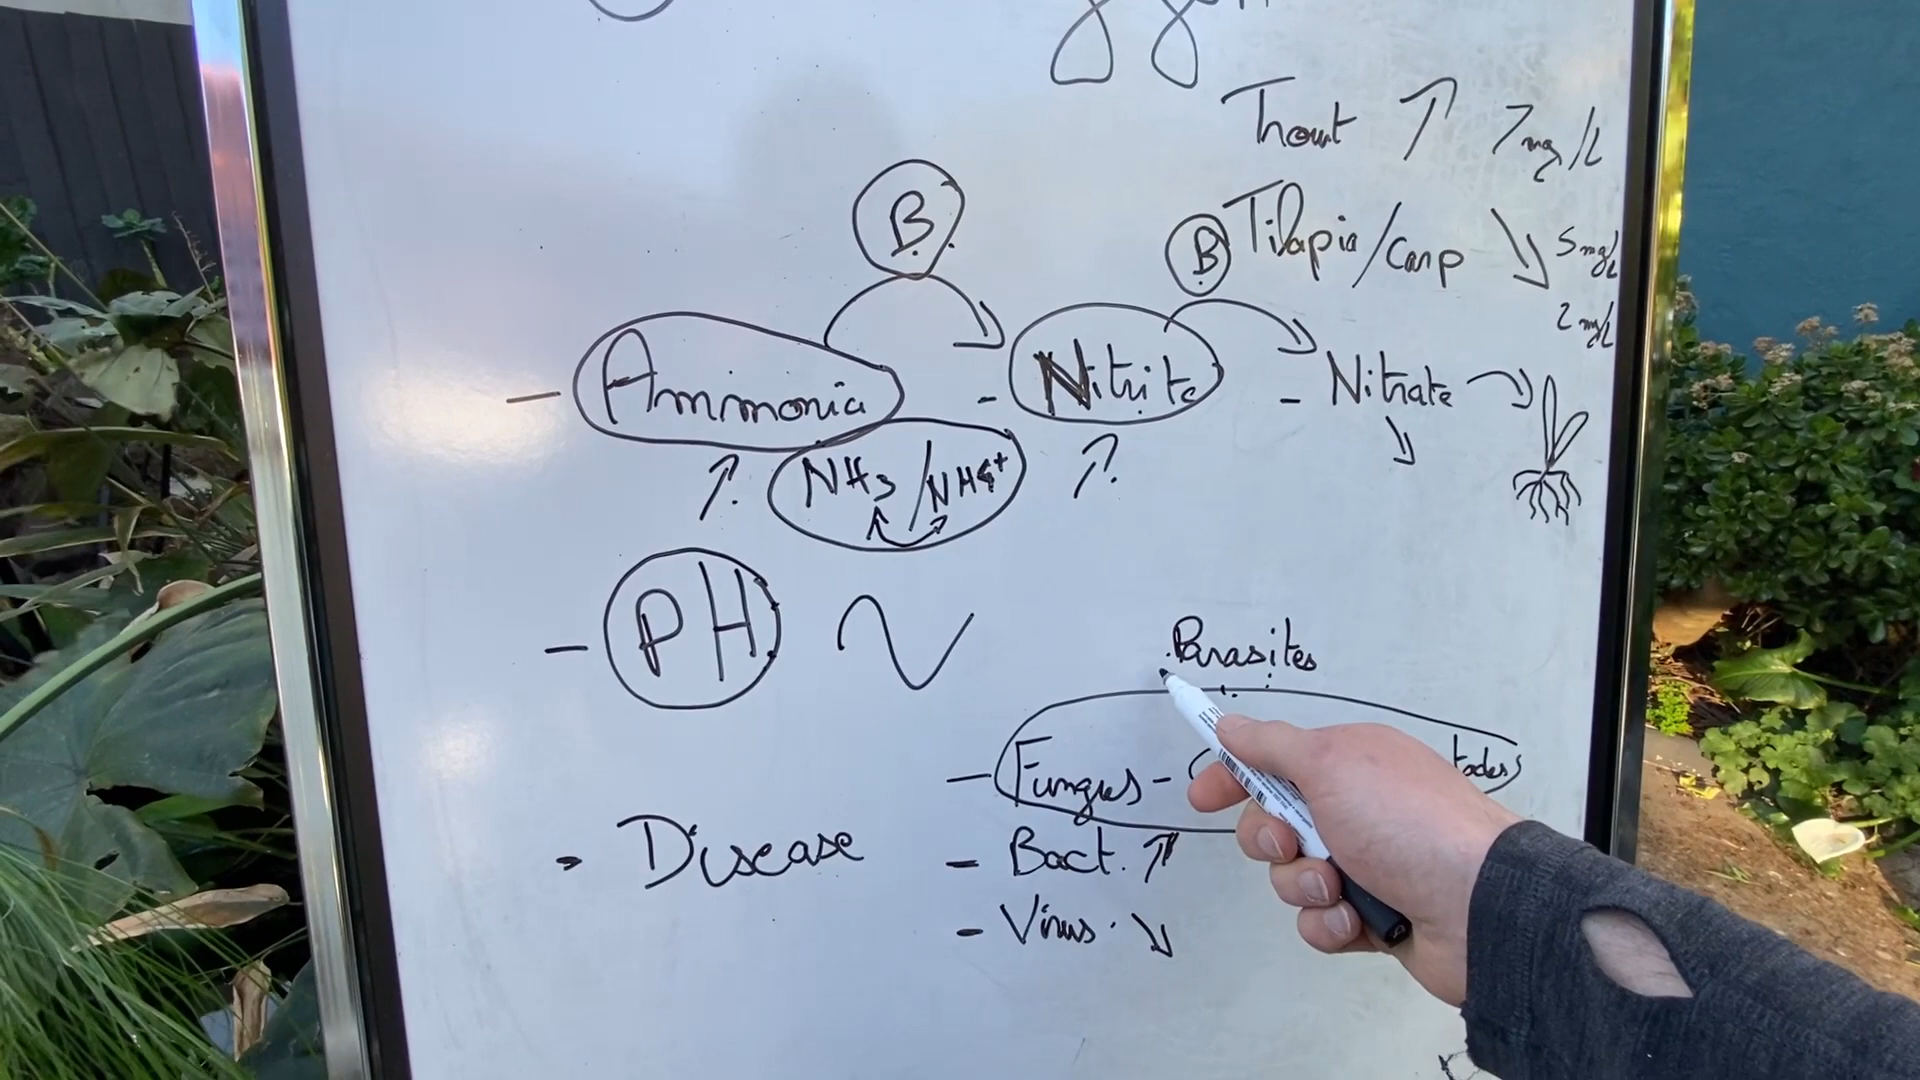 Trout ↗ 7mg/L
B
B Tilapia/Carp ↘ 5mg/L
2mg/L
- Ammonia - Nitrite - Nitrate
NH3/NH4+
- PH
Parasites
- Fungus -
- Disease - Bact. ↗
- Virus. ↘